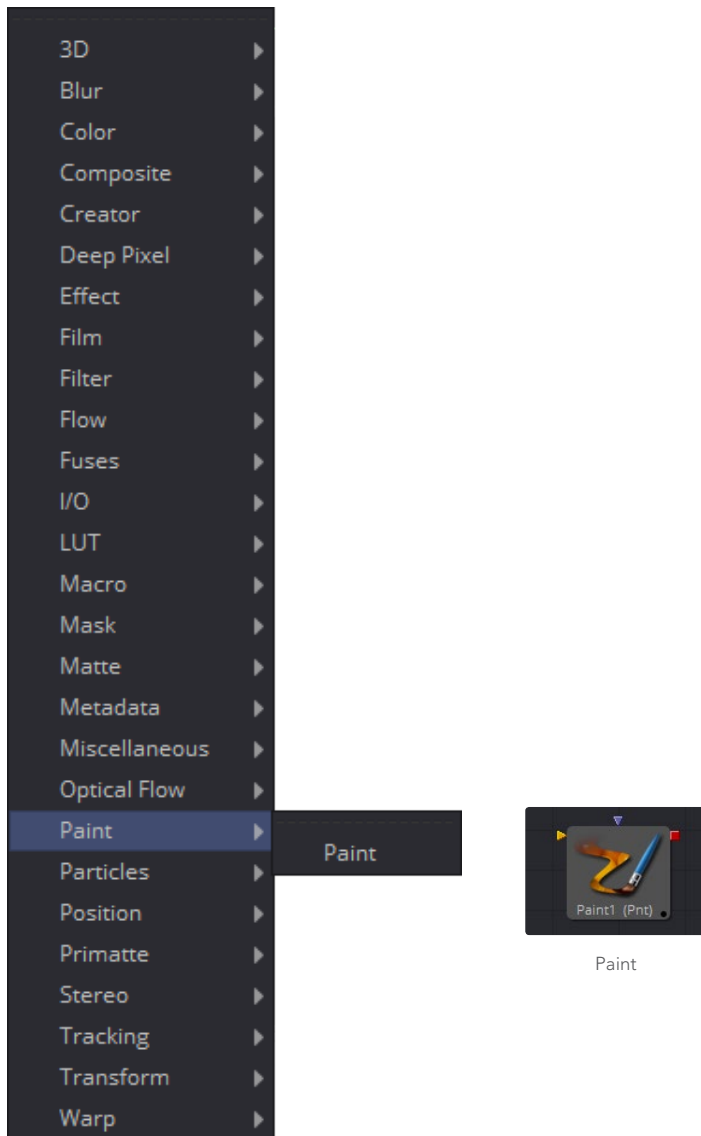 3D
Blur
Color
Composite
Creator
Deep Pixel
Effect
Film
Filter
Flow
Fuses
I/O
LUT
Macro
Mask
Matte
Metadata
Miscellaneous
Optical Flow
Paint
Particles
Position
Primatte
Stereo
Tracking
Transform
Warp
Paint
Paint1 (Pnt)
Paint